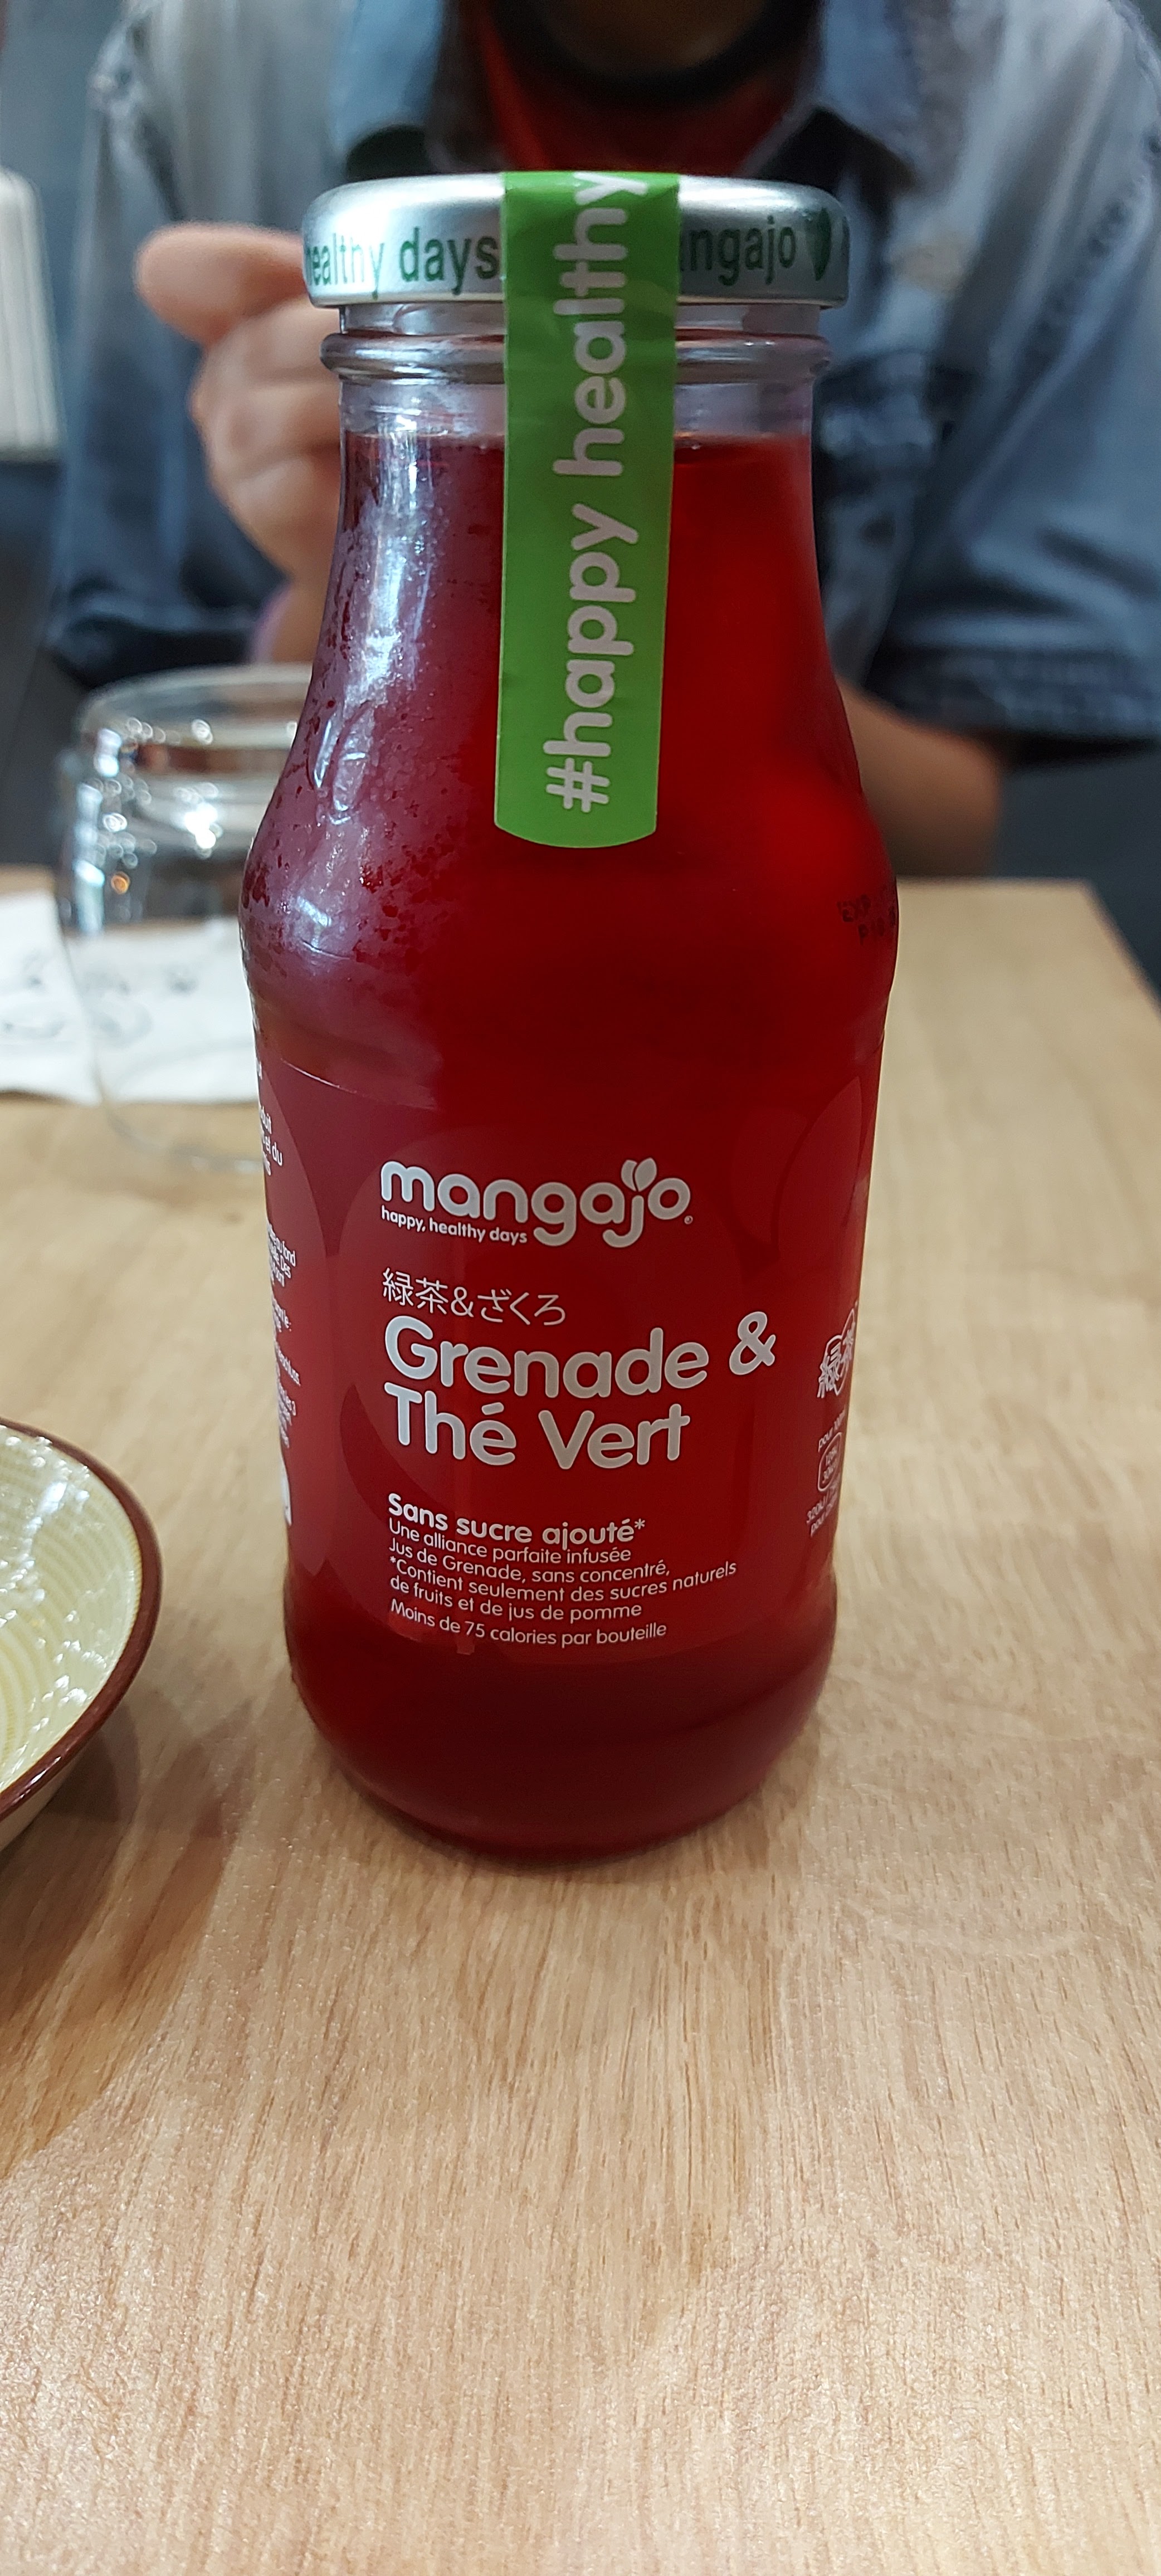 healthy days
angajo
#happy healthy
EXP
mangajo®
happy, healthy days
緑茶&ざくろ
Grenade &
Thé Vert
Sans sucre ajouté*
Une alliance parfaite infusée
Jus de Grenade, sans concentré,
*Contient seulement des sucres naturels
de fruits et de jus de pomme
Moins de 75 calories par bouteille